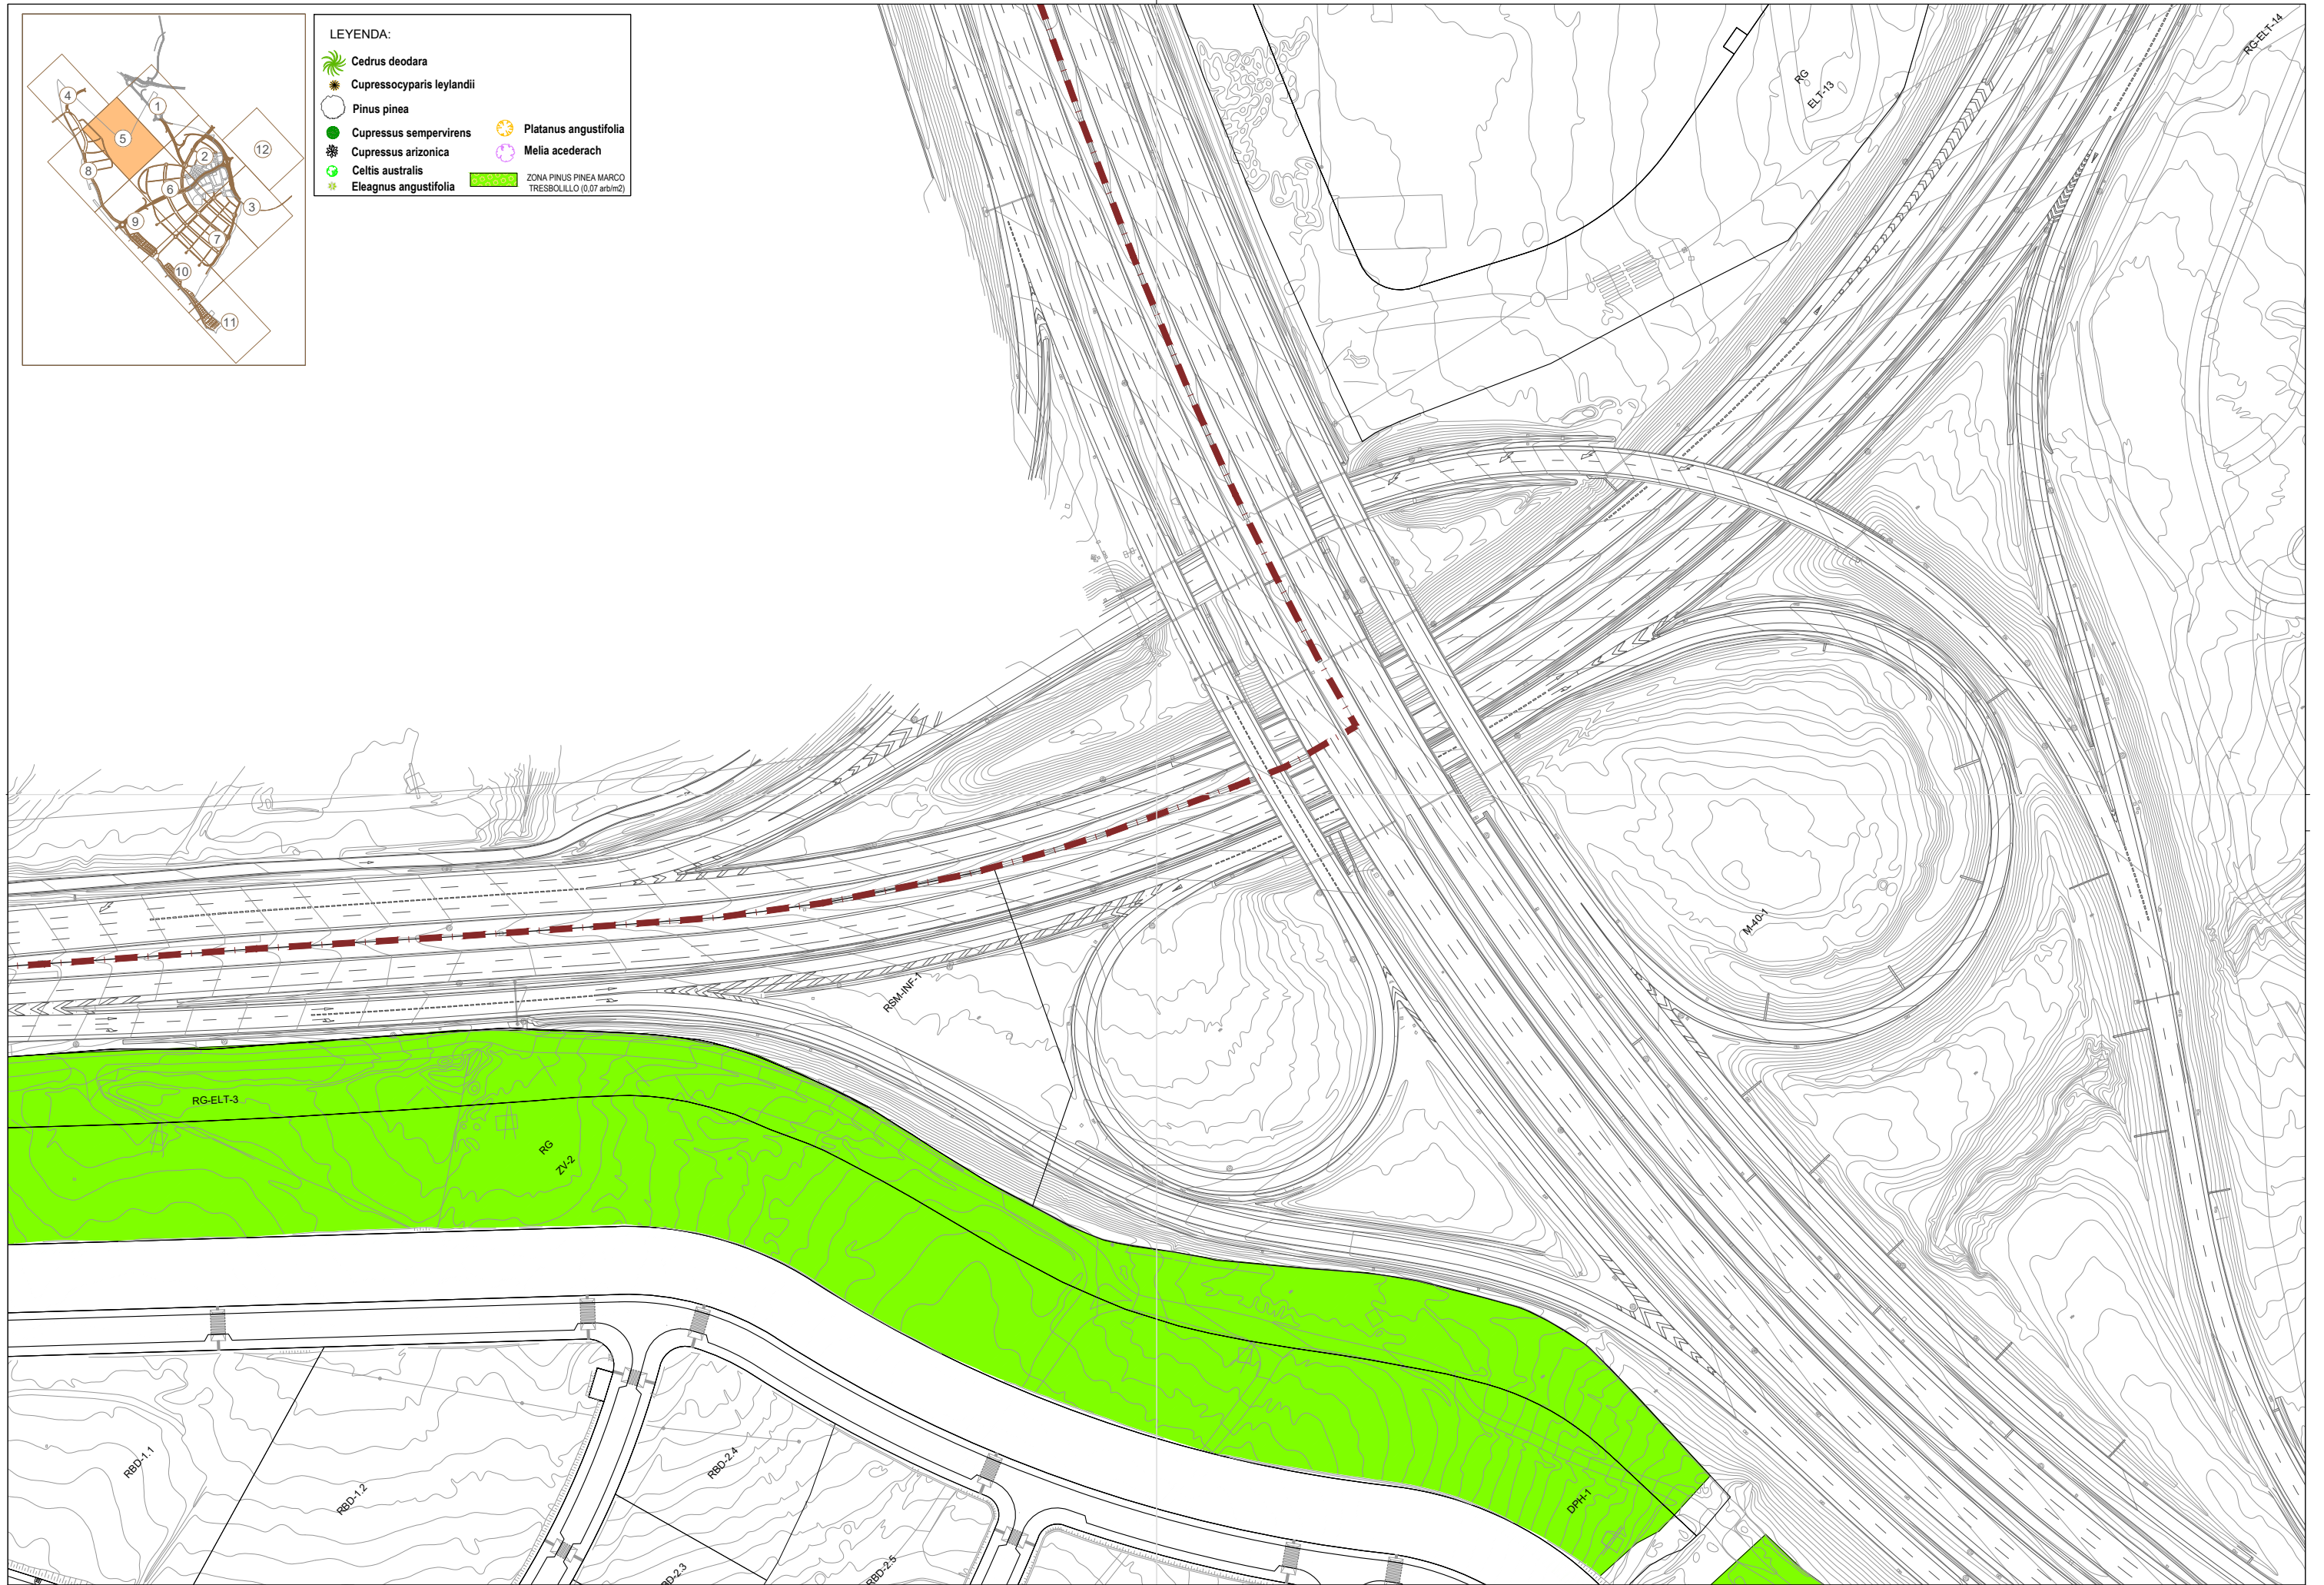 LEYENDA:
Cedrus deodara
Cupressocyparis leylandii
Pinus pinea
Cupressus sempervirens
Cupressus arizonica
Celtis australis
Eleagnus angustifolia
Platanus angustifolia
Melia acederach
ZONA PINUS PINEA MARCO
TRESBOLILLO (0,07 arb/m2)
4
1
5
2
12
8
6
3
9
7
10
11
RG
ELT-13
RG-ELT-14
M-40-1
RSM-INF-1
RG-ELT-3
RG
ZV-2
DPH-1
RBD-1.1
RBD-1.2
RBD-2.4
BD-2.3
RBD-2.5